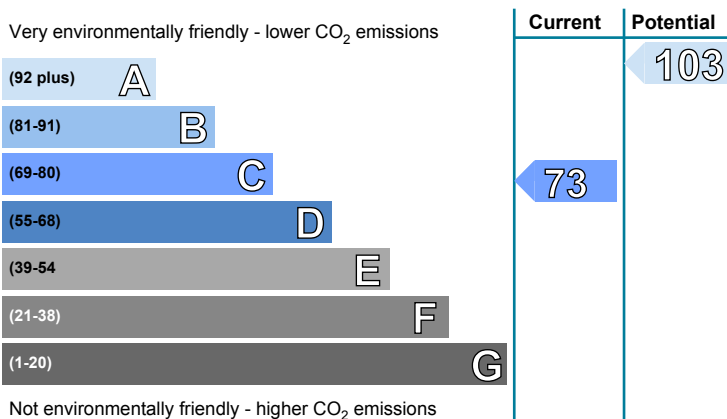 Very environmentally friendly - lower CO2 emissions
Current
Potential
(92 plus) A
103
(81-91) B
(69-80) C
73
(55-68) D
(39-54 E
(21-38) F
(1-20) G
Not environmentally friendly - higher CO2 emissions